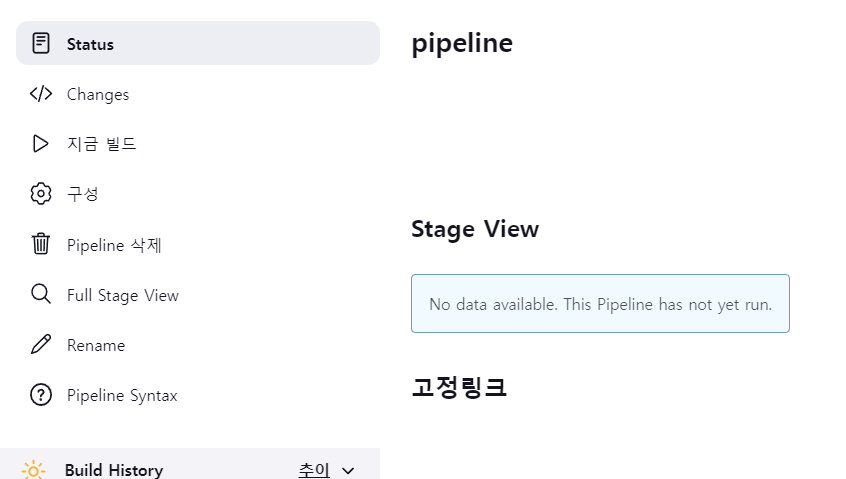 Status
Changes
지금 빌드
구성
Pipeline 삭제
Full Stage View
Rename
Pipeline Syntax
Build History 추이
pipeline
Stage View
No data available. This Pipeline has not yet run.
고정링크